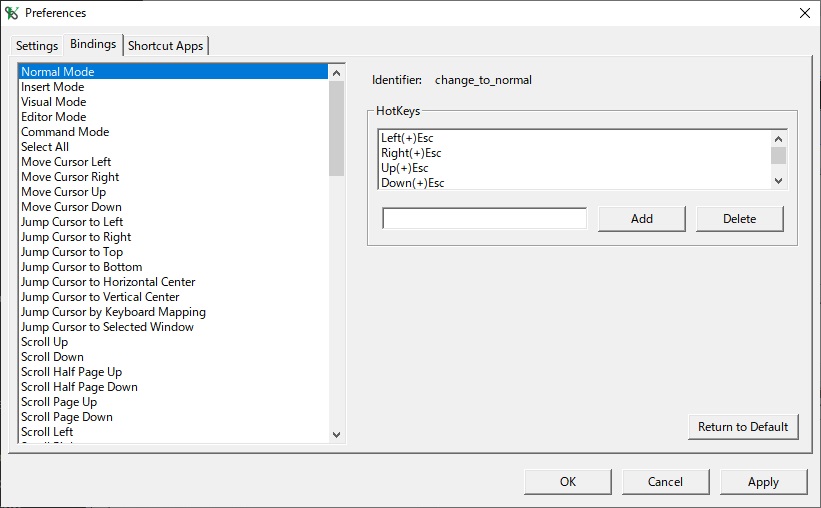 Preferences
Settings
Bindings
Shortcut Apps
Normal Mode
Insert Mode
Visual Mode
Editor Mode
Command Mode
Select All
Move Cursor Left
Move Cursor Right
Move Cursor Up
Move Cursor Down
Jump Cursor to Left
Jump Cursor to Right
Jump Cursor to Top
Jump Cursor to Bottom
Jump Cursor to Horizontal Center
Jump Cursor to Vertical Center
Jump Cursor by Keyboard Mapping
Jump Cursor to Selected Window
Scroll Up
Scroll Down
Scroll Half Page Up
Scroll Half Page Down
Scroll Page Up
Scroll Page Down
Scroll Left
Identifier: change_to_normal
HotKeys
Left(+)Esc
Right(+)Esc
Up(+)Esc
Down(+)Esc
Add
Delete
Return to Default
OK
Cancel
Apply